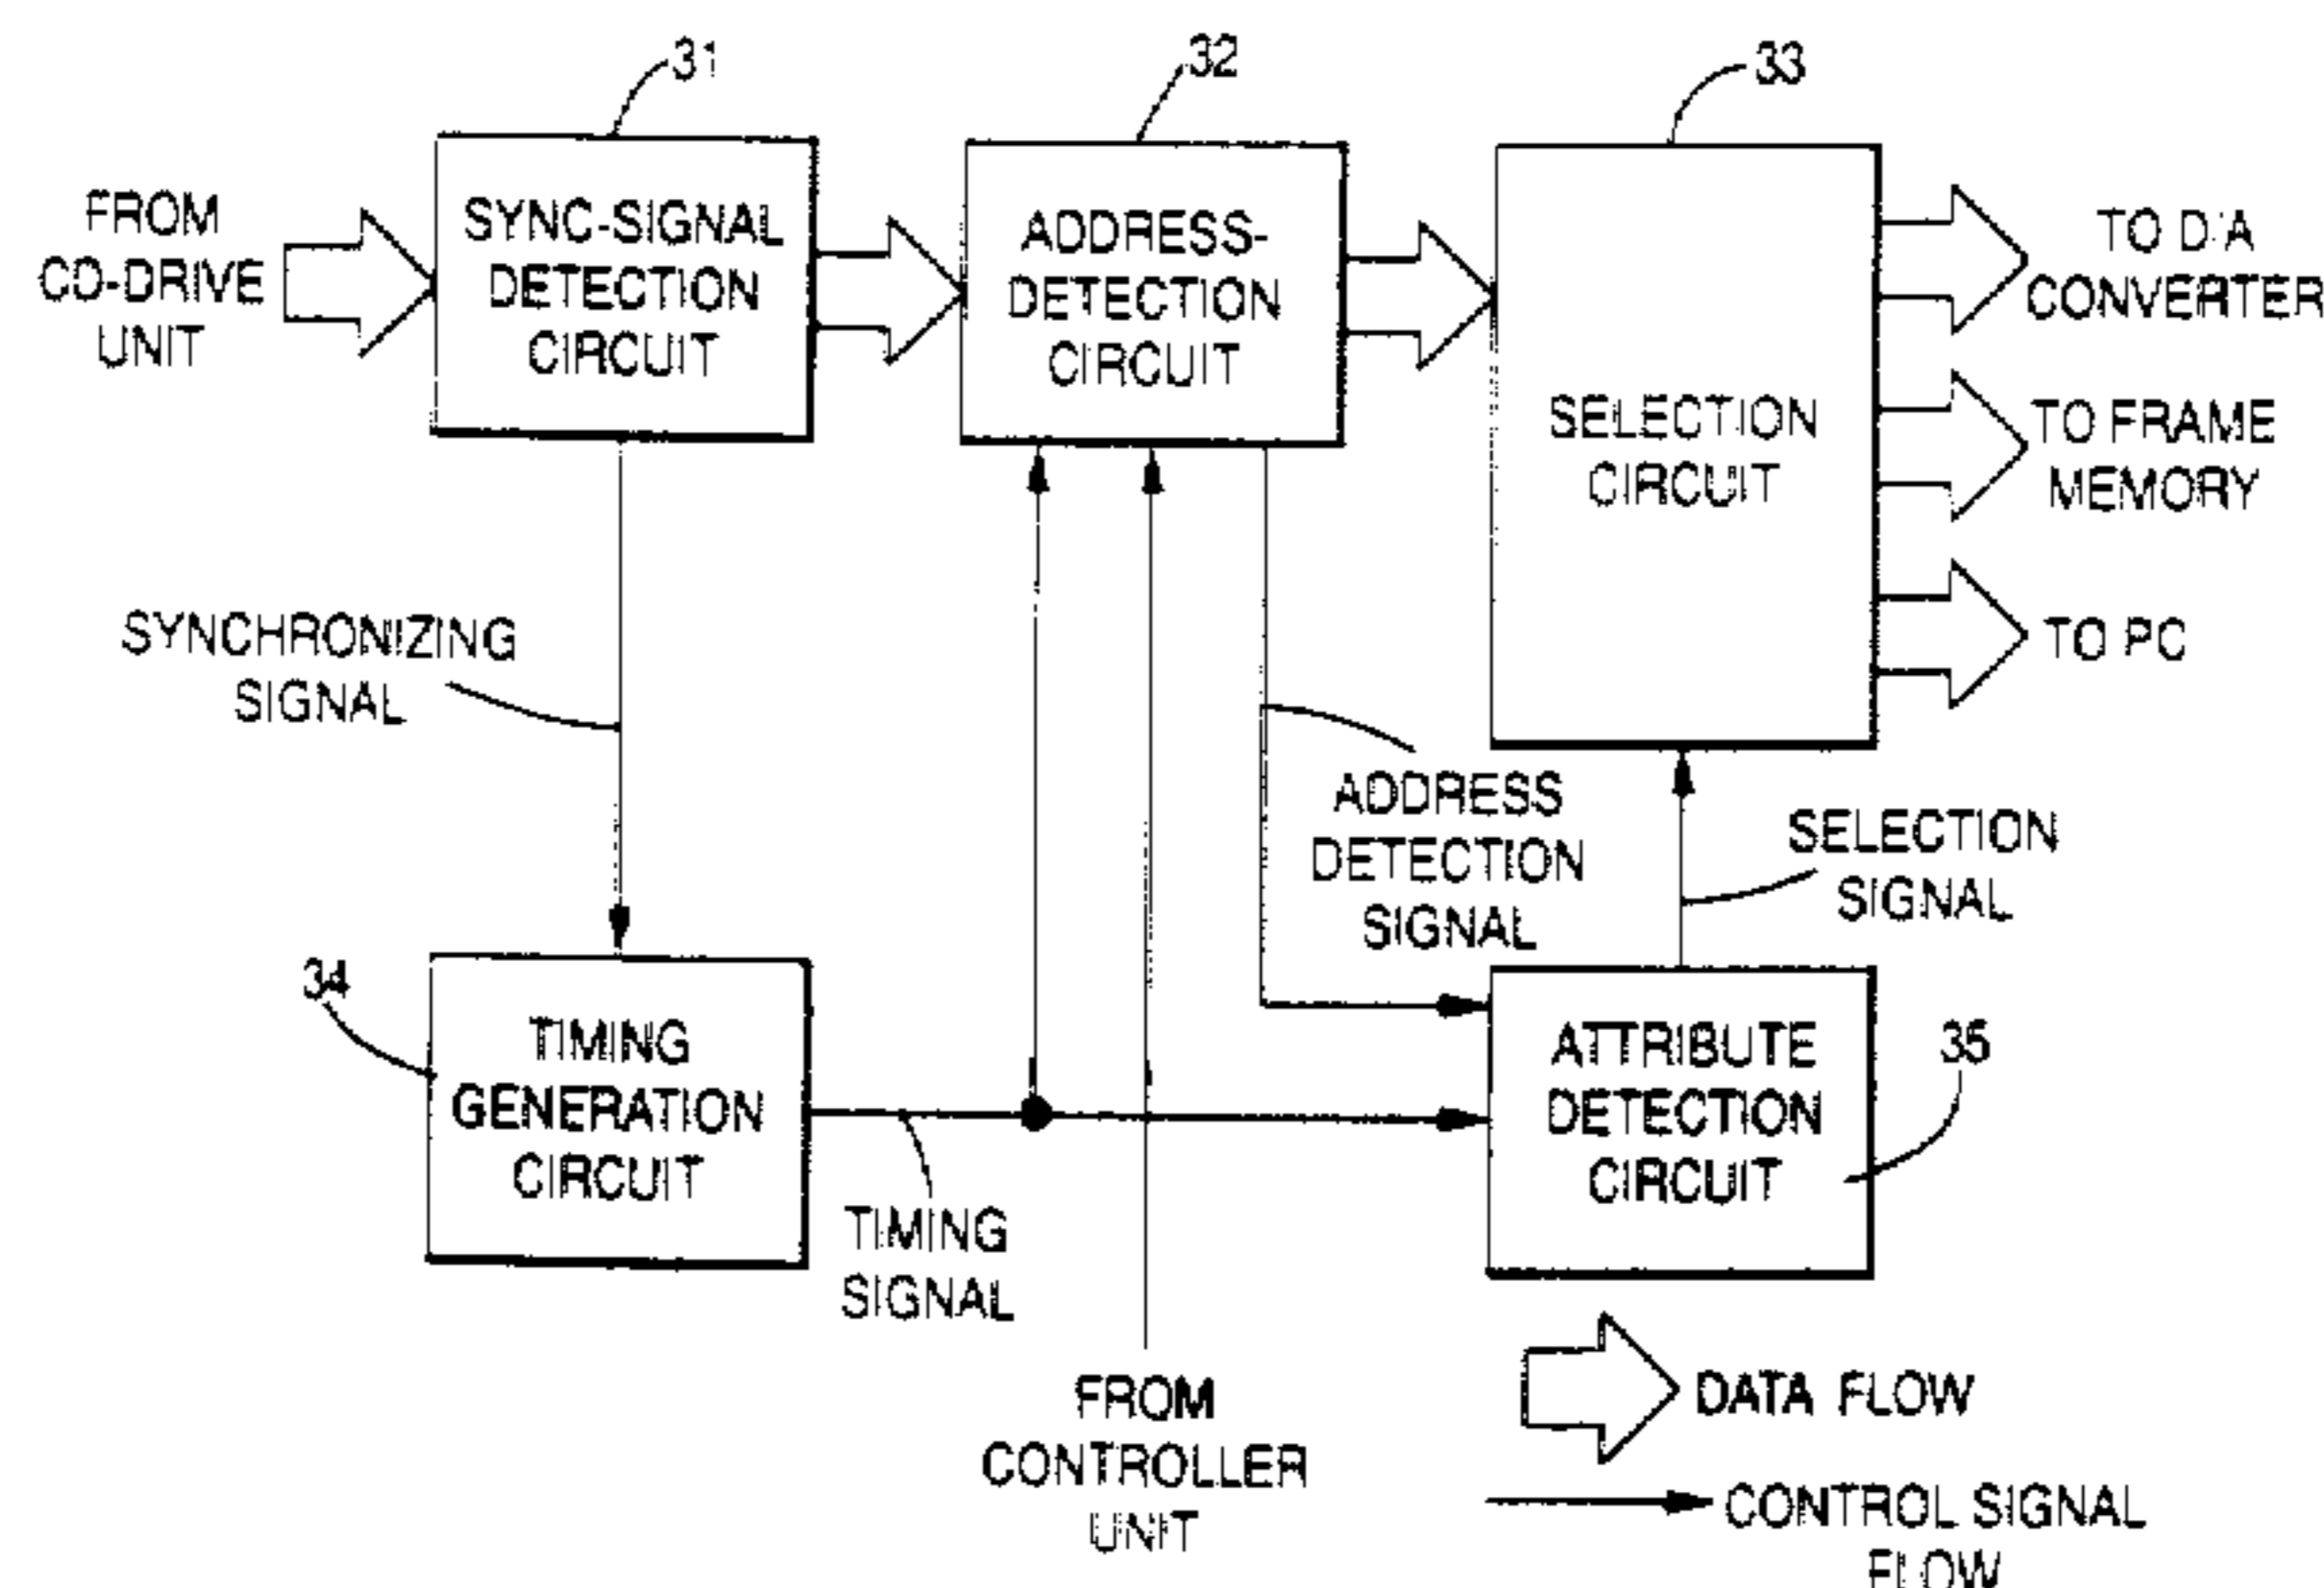 31
32
33
FROM
CD-DRIVE
UNIT
SYNC-SIGNAL
DETECTION
CIRCUIT
ADDRESS-
DETECTION
CIRCUIT
SELECTION
CIRCUIT
TO D/A
CONVERTER
TO FRAME
MEMORY
TO PC
SYNCHRONIZING
SIGNAL
ADDRESS
DETECTION
SIGNAL
SELECTION
SIGNAL
34
TIMING
GENERATION
CIRCUIT
TIMING
SIGNAL
ATTRIBUTE
DETECTION
CIRCUIT
35
FROM
CONTROLLER
UNIT
DATA FLOW
CONTROL SIGNAL
FLOW